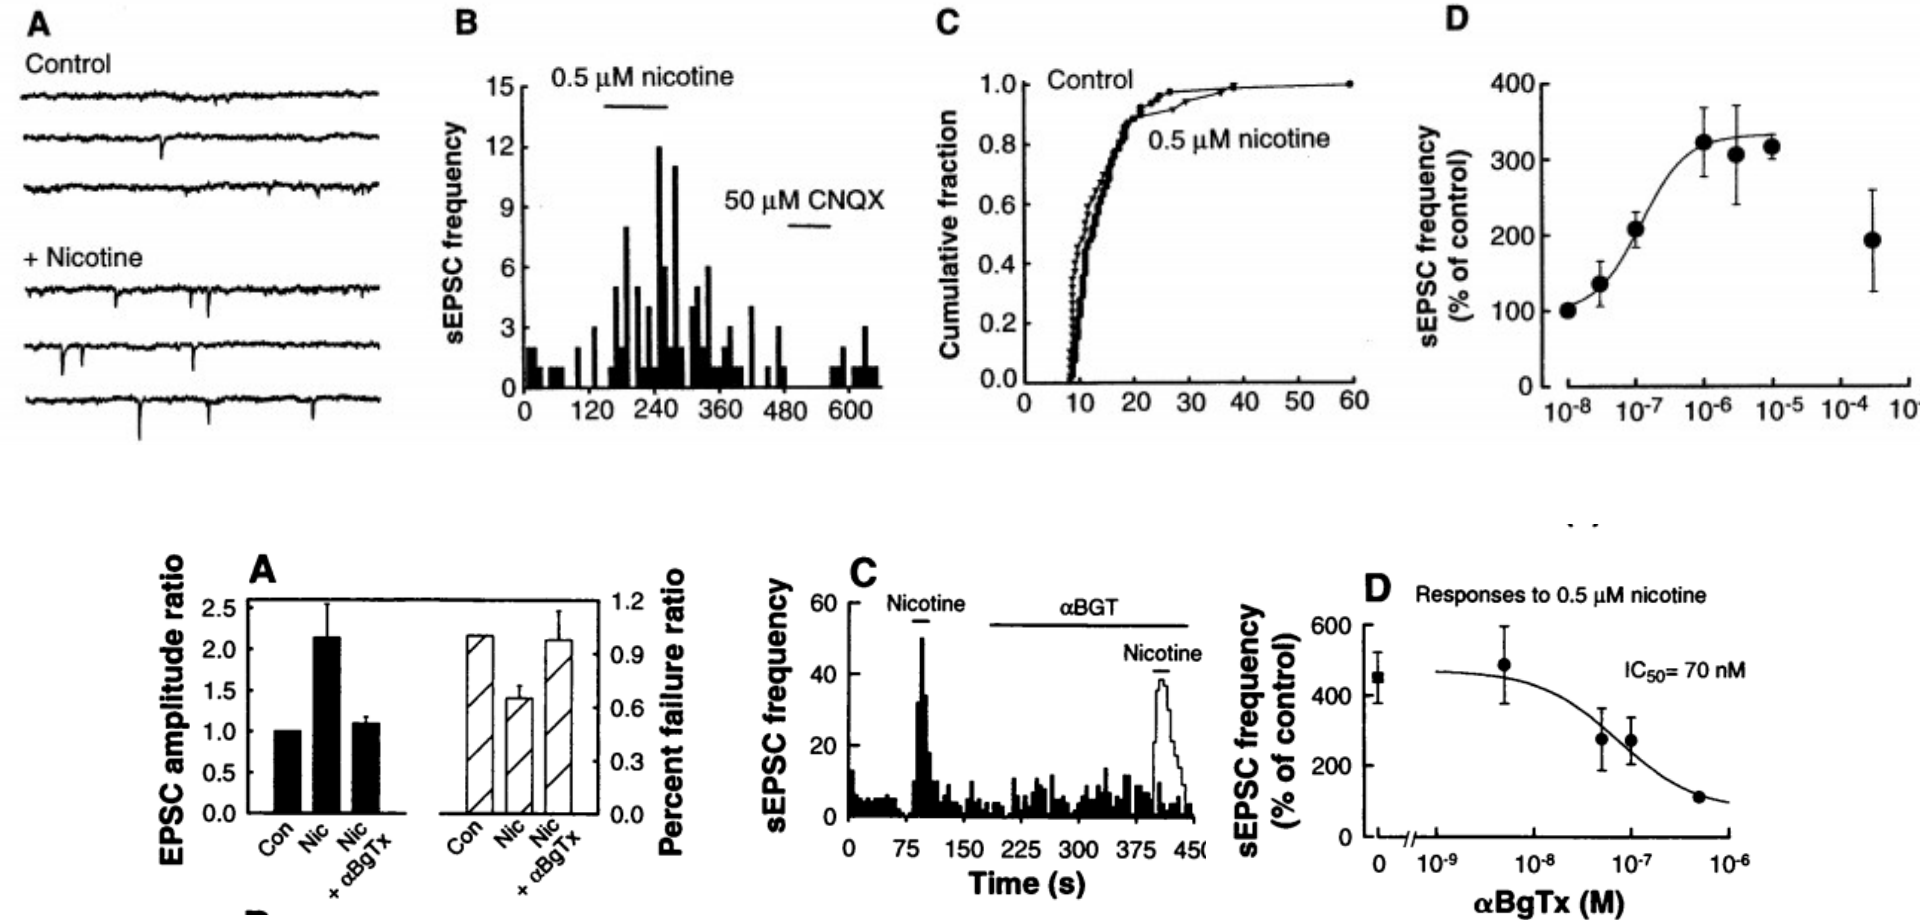 A
Control
+ Nicotine
B
0.5 μM nicotine
50 μM CNQX
sEPSC frequency
15
12
9
6
3
0
0 120 240 360 480 600
C
Control
0.5 μM nicotine
Cumulative fraction
1.0
0.8
0.6
0.4
0.2
0.0
0 10 20 30 40 50 60
D
sEPSC frequency
(% of control)
400
300
200
100
0
10-8 10-7 10-6 10-5 10-4
A
EPSC amplitude ratio
2.5
2.0
1.5
1.0
0.5
0.0
Con
Nic
Nic
+ αBgTx
Con
Nic
Nic
+ αBgTx
1.2
0.9
0.6
0.3
0.0
Percent failure ratio
C
sEPSC frequency
60
40
20
0
Nicotine
αBGT
Nicotine
0 75 150 225 300 375 450
Time (s)
D
Responses to 0.5 μM nicotine
sEPSC frequency
(% of control)
600
400
200
0
IC50= 70 nM
0 10-9 10-8 10-7 10-6
αBgTx (M)